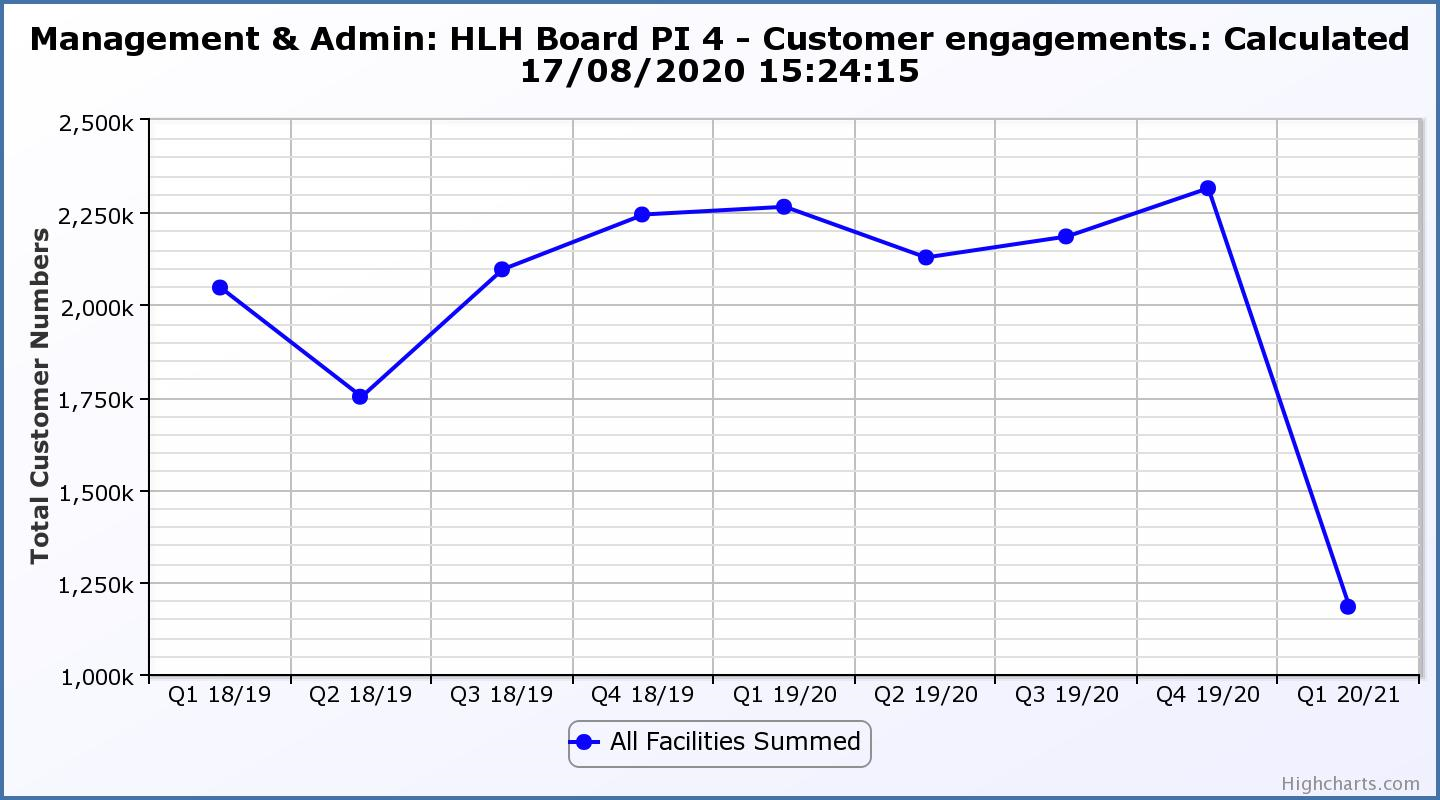 Management & Admin: HLH Board PI 4 - Customer engagements.: Calculated
17/08/2020 15:24:15
Total Customer Numbers
2,500k
2,250k
2,000k
1,750k
1,500k
1,250k
1,000k
Q1 18/19 Q2 18/19 Q3 18/19 Q4 18/19 Q1 19/20 Q2 19/20 Q3 19/20 Q4 19/20 Q1 20/21
All Facilities Summed
Highcharts.com